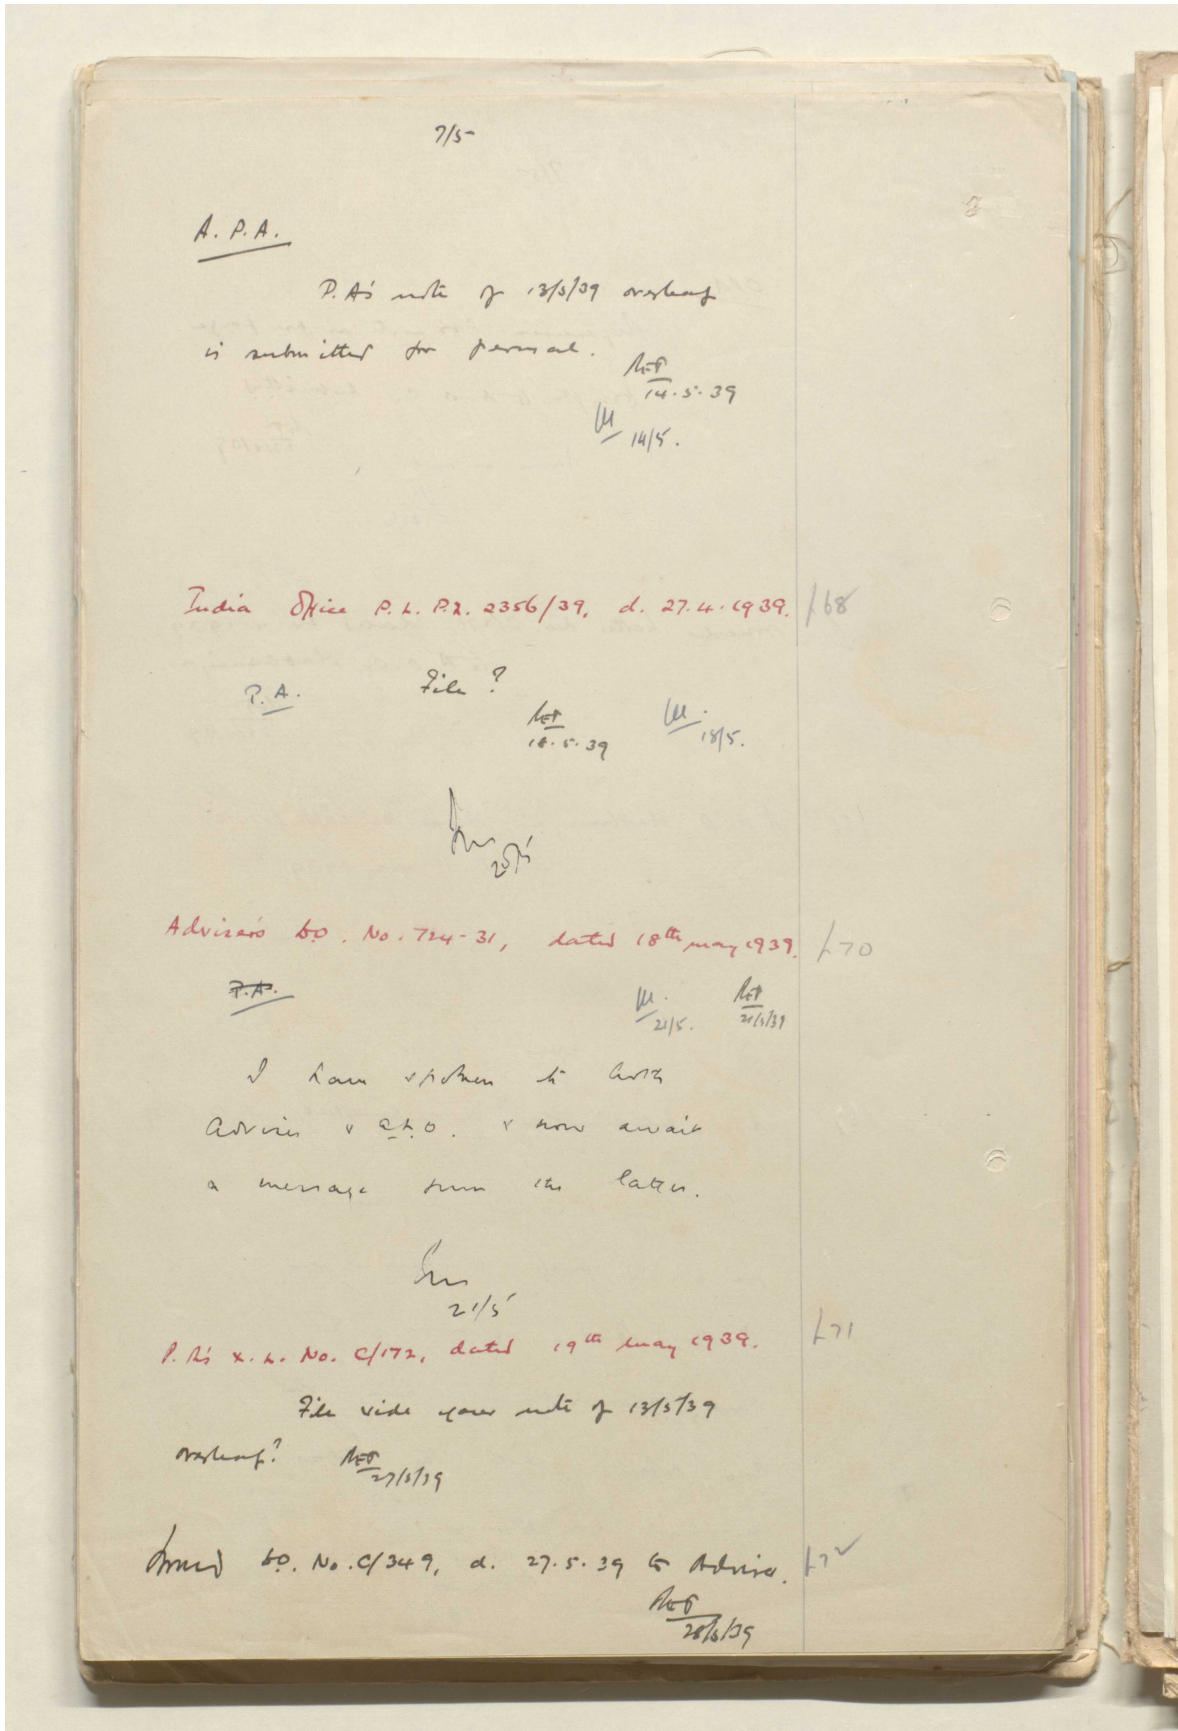 7/5
A. P. A.
P.A's note of 13/5/39 overleaf
is submitted for perusal.
14.5.39
14/5.
India Office P. L. P.Z. 2356/39, d. 27.4.1939. 68
P.A. File ?
18.5.39 18/5.
Adviser's D.O. No. 724-31, dated 18th May 1939. 70
P.A.
21/5. 21/5/39
I have spoken to both
Adviser & C.L.O. & now await
a message from the latter.
21/5
P.R's X.L. No. C/172, dated 19th May 1939. 71
File vide your note of 13/5/39
overleaf?
27/5/39
Issued D.O. No. C/349, d. 27.5.39 to Adviser. 72
28/5/39